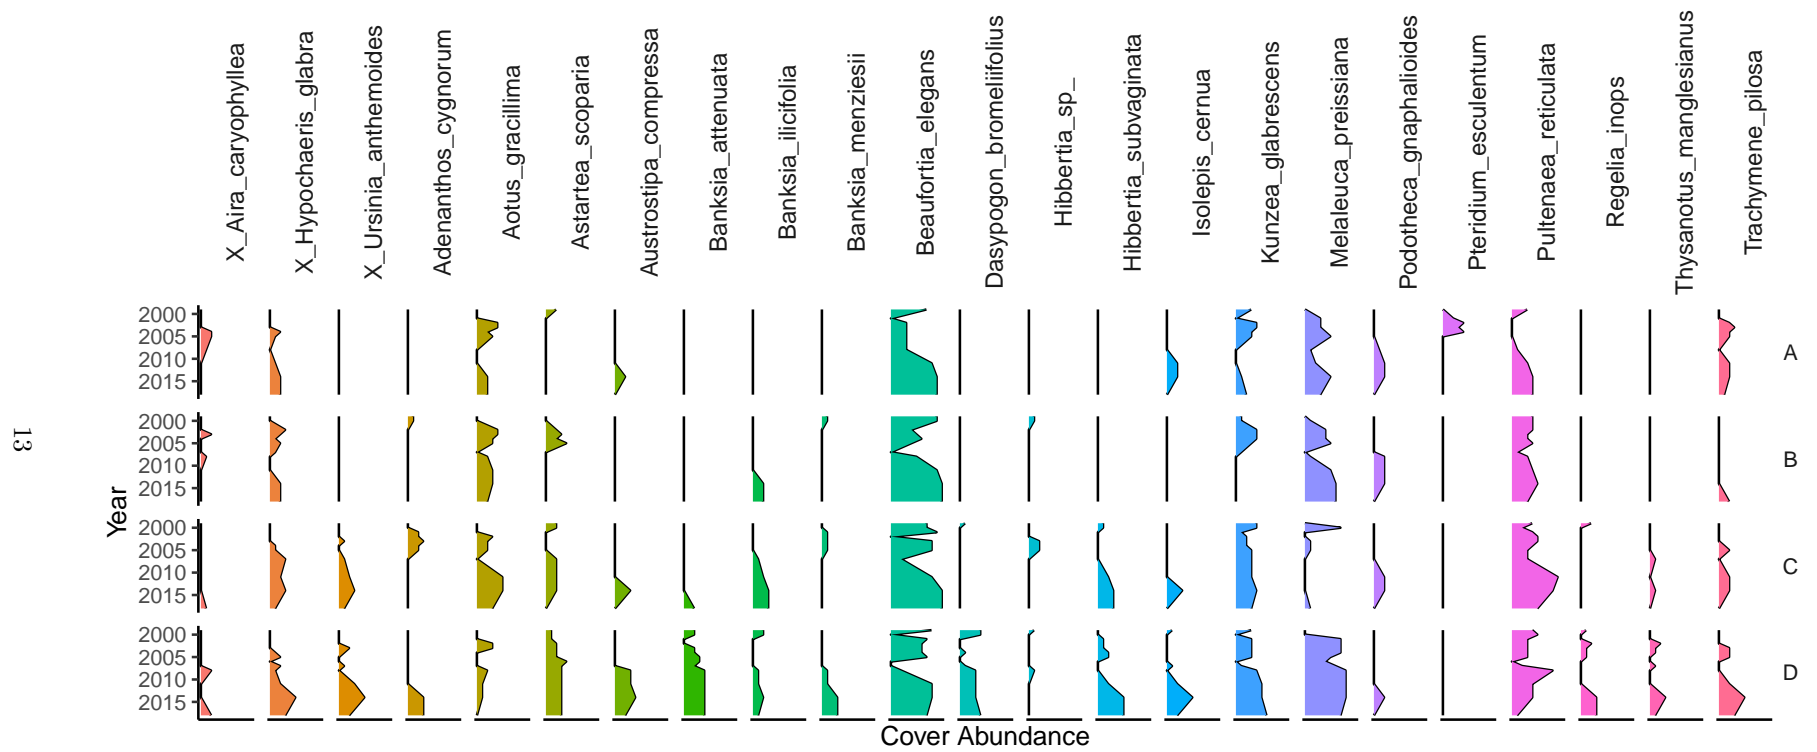 X_Aira_caryophyllea
X_Hypochaeris_glabra
X_Ursinia_anthemoides
Adenanthos_cygnorum
Aotus_gracillima
Astartea_scoparia
Austrostipa_compressa
Banksia_attenuata
Banksia_ilicifolia
Banksia_menziesii
Beaufortia_elegans
Dasypogon_bromeliifolius
Hibbertia_sp_
Hibbertia_subvaginata
Isolepis_cernua
Kunzea_glabrescens
Melaleuca_preissiana
Podotheca_gnaphalioides
Pteridium_esculentum
Pultenaea_reticulata
Regelia_inops
Thysanotus_manglesianus
Trachymene_pilosa
2000
2005
2010
2015
A
2000
2005
2010
2015
B
2000
2005
2010
2015
C
2000
2005
2010
2015
D
Year
Cover Abundance
13